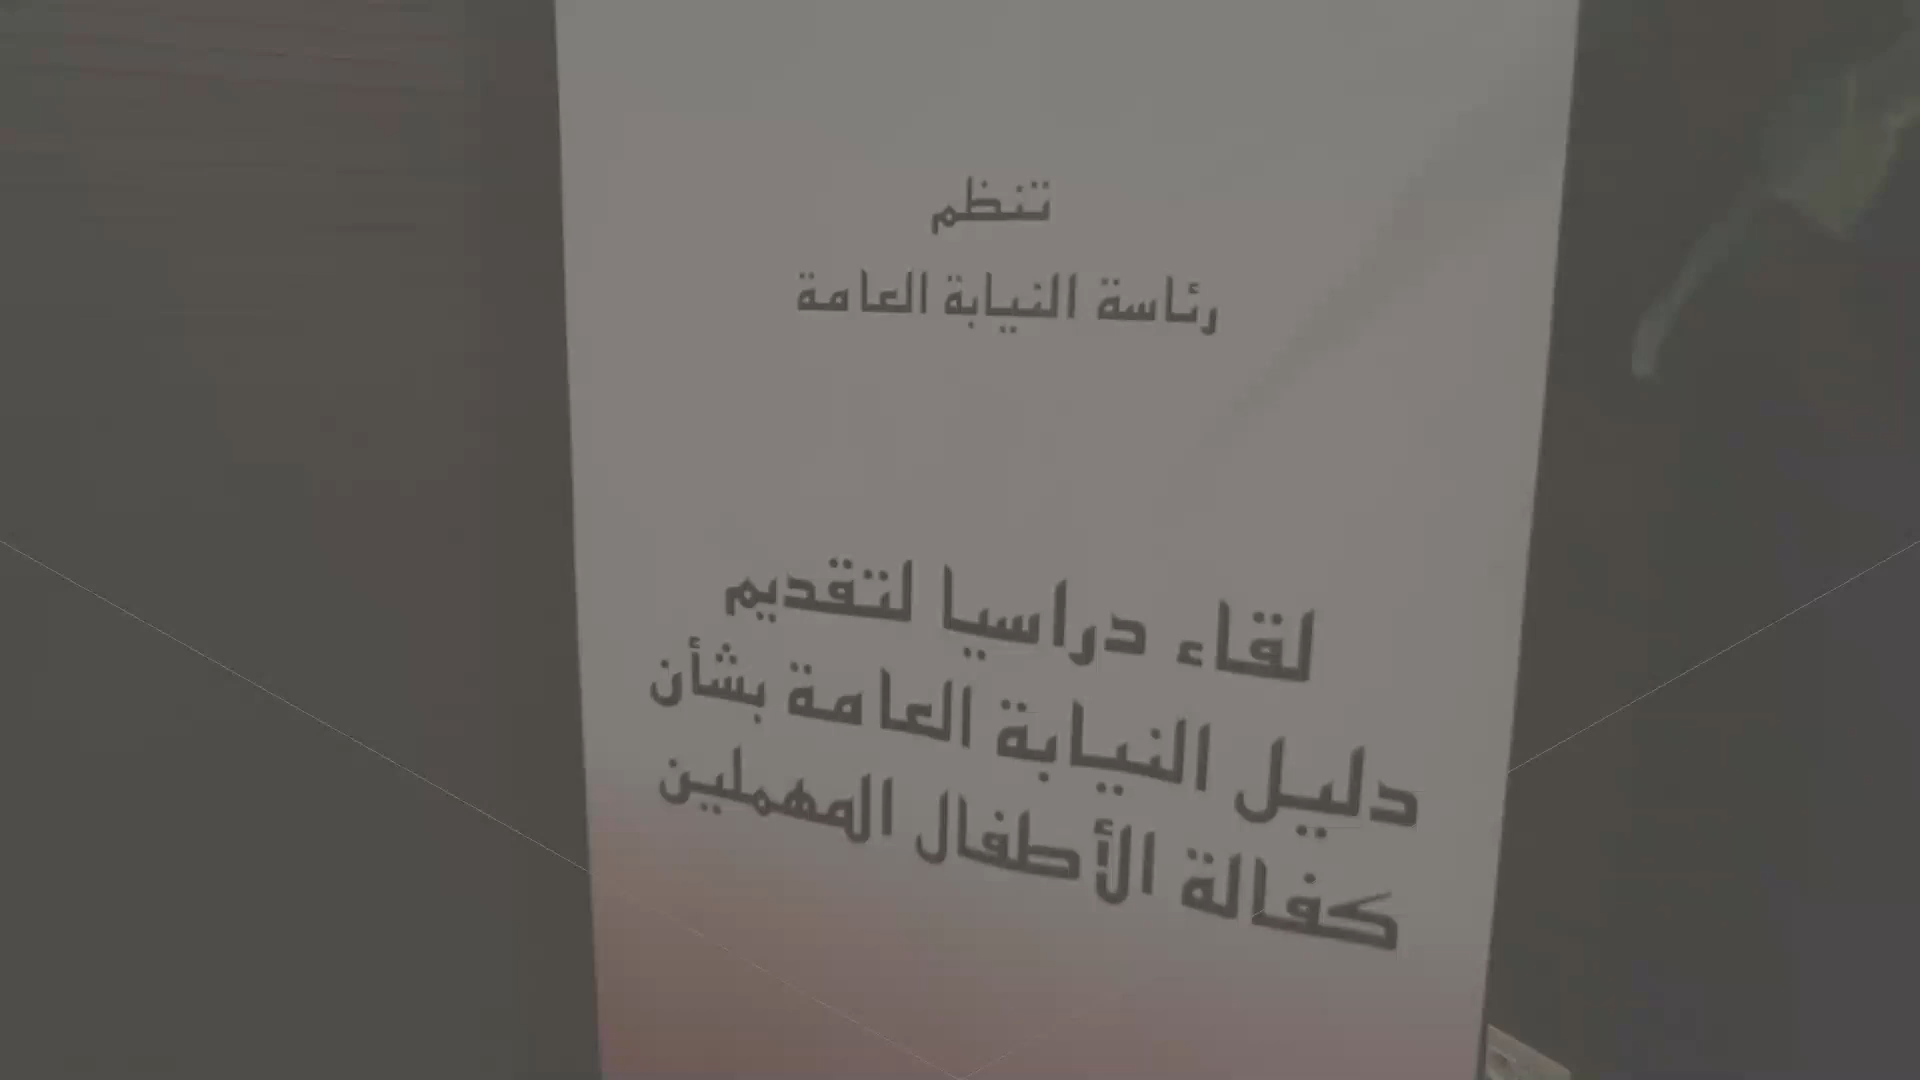 تنظم
رئاسة النيابة العامة
لقاء دراسيا لتقديم
دليل النيابة العامة بشأن
كفالة الأطفال المهملين